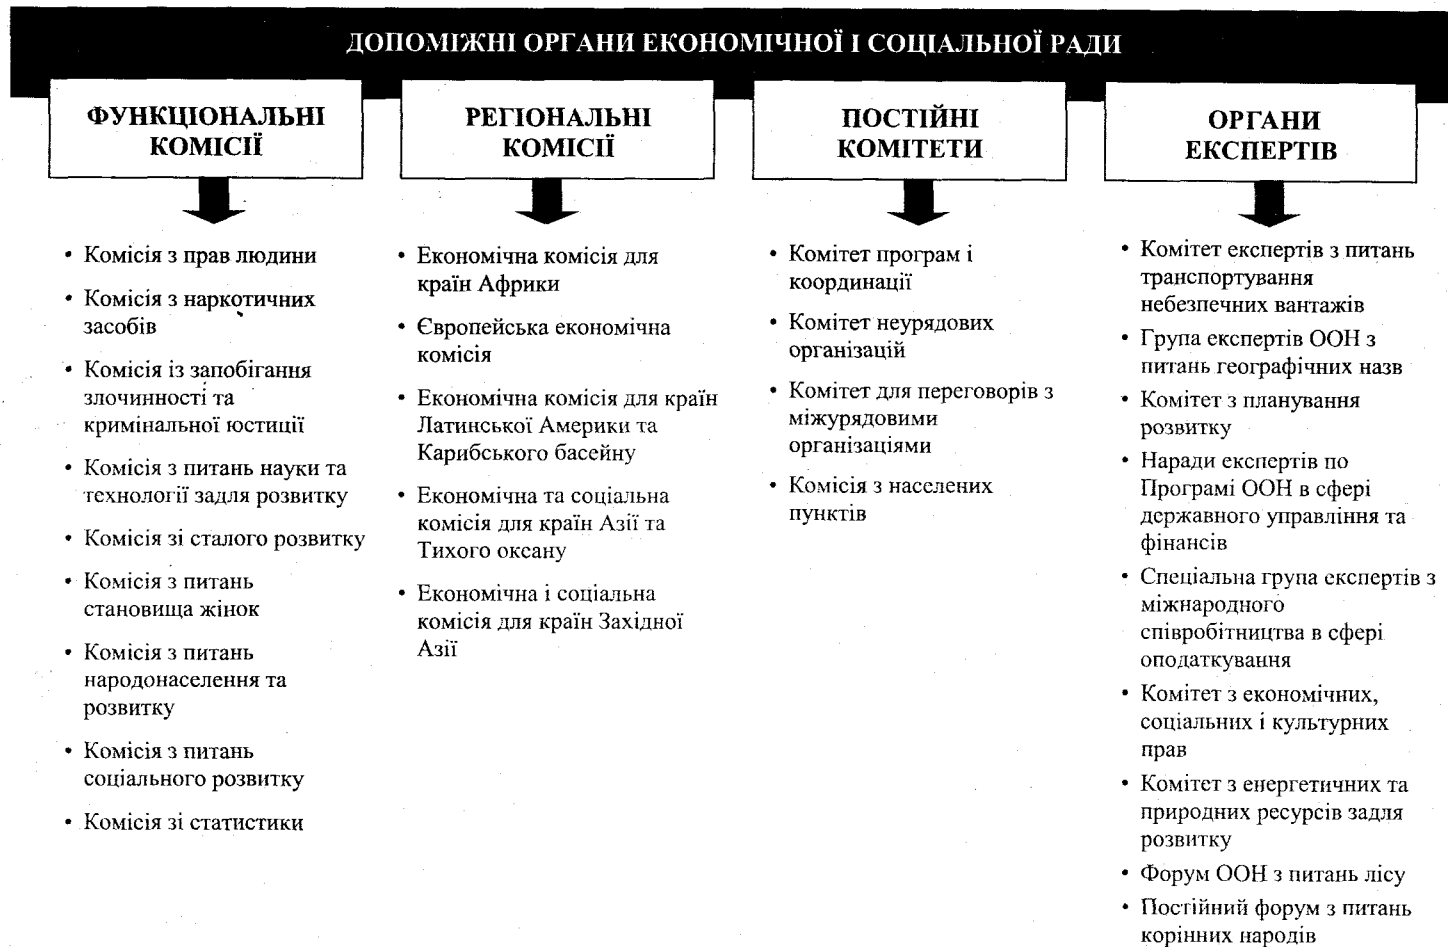 ДОПОМІЖНІ ОРГАНИ ЕКОНОМІЧНОЇ І СОЦІАЛЬНОЇ РАДИ
ФУНКЦІОНАЛЬНІ
КОМІСІЇ
• Комісія з прав людини
• Комісія з наркотичних
засобів
• Комісія із запобігання
злочинності та
кримінальної юстиції
• Комісія з питань науки та
технології задля розвитку
• Комісія зі сталого розвитку
• Комісія з питань
становища жінок
• Комісія з питань
народонаселення та
розвитку
• Комісія з питань
соціального розвитку
• Комісія зі статистики
РЕГІОНАЛЬНІ
КОМІСІЇ
• Економічна комісія для
країн Африки
• Європейська економічна
комісія
• Економічна комісія для країн
Латинської Америки та
Карибського басейну
• Економічна та соціальна
комісія для країн Азії та
Тихого океану
• Економічна і соціальна
комісія для країн Західної
Азії
ПОСТІЙНІ
КОМІТЕТИ
• Комітет програм і
координації
• Комітет неурядових
організацій
• Комітет для переговорів з
міжурядовими
організаціями
• Комісія з населених
пунктів
ОРГАНИ
ЕКСПЕРТІВ
• Комітет експертів з питань
транспортування
небезпечних вантажів
• Група експертів ООН з
питань географічних назв
• Комітет з планування
розвитку
• Наради експертів по
Програмі ООН в сфері
державного управління та
фінансів
• Спеціальна група експертів з
міжнародного
співробітництва в сфері
оподаткування
• Комітет з економічних,
соціальних і культурних
прав
• Комітет з енергетичних та
природних ресурсів задля
розвитку
• Форум ООН з питань лісу
• Постійний форум з питань
корінних народів